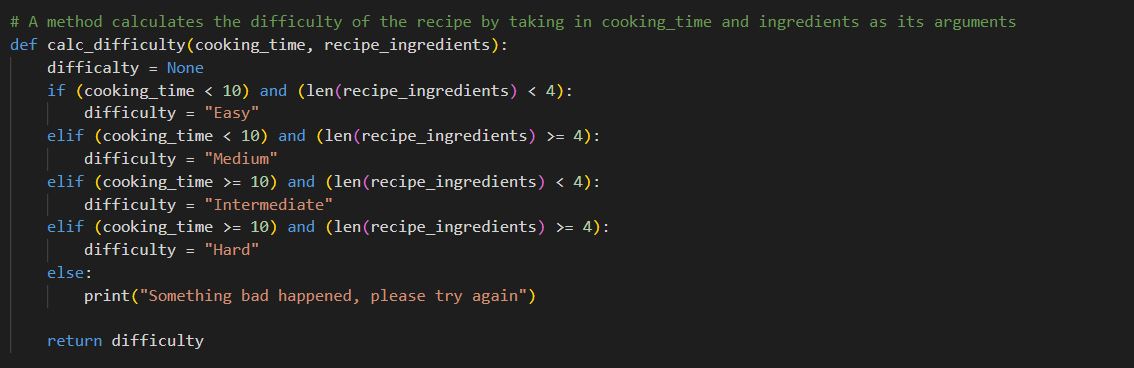 # A method calculates the difficulty of the recipe by taking in cooking_time and ingredients as its arguments
def calc_difficulty(cooking_time, recipe_ingredients):
    difficalty = None
    if (cooking_time < 10) and (len(recipe_ingredients) < 4):
        difficulty = "Easy"
    elif (cooking_time < 10) and (len(recipe_ingredients) >= 4):
        difficulty = "Medium"
    elif (cooking_time >= 10) and (len(recipe_ingredients) < 4):
        difficulty = "Intermediate"
    elif (cooking_time >= 10) and (len(recipe_ingredients) >= 4):
        difficulty = "Hard"
    else:
        print("Something bad happened, please try again")
    return difficulty